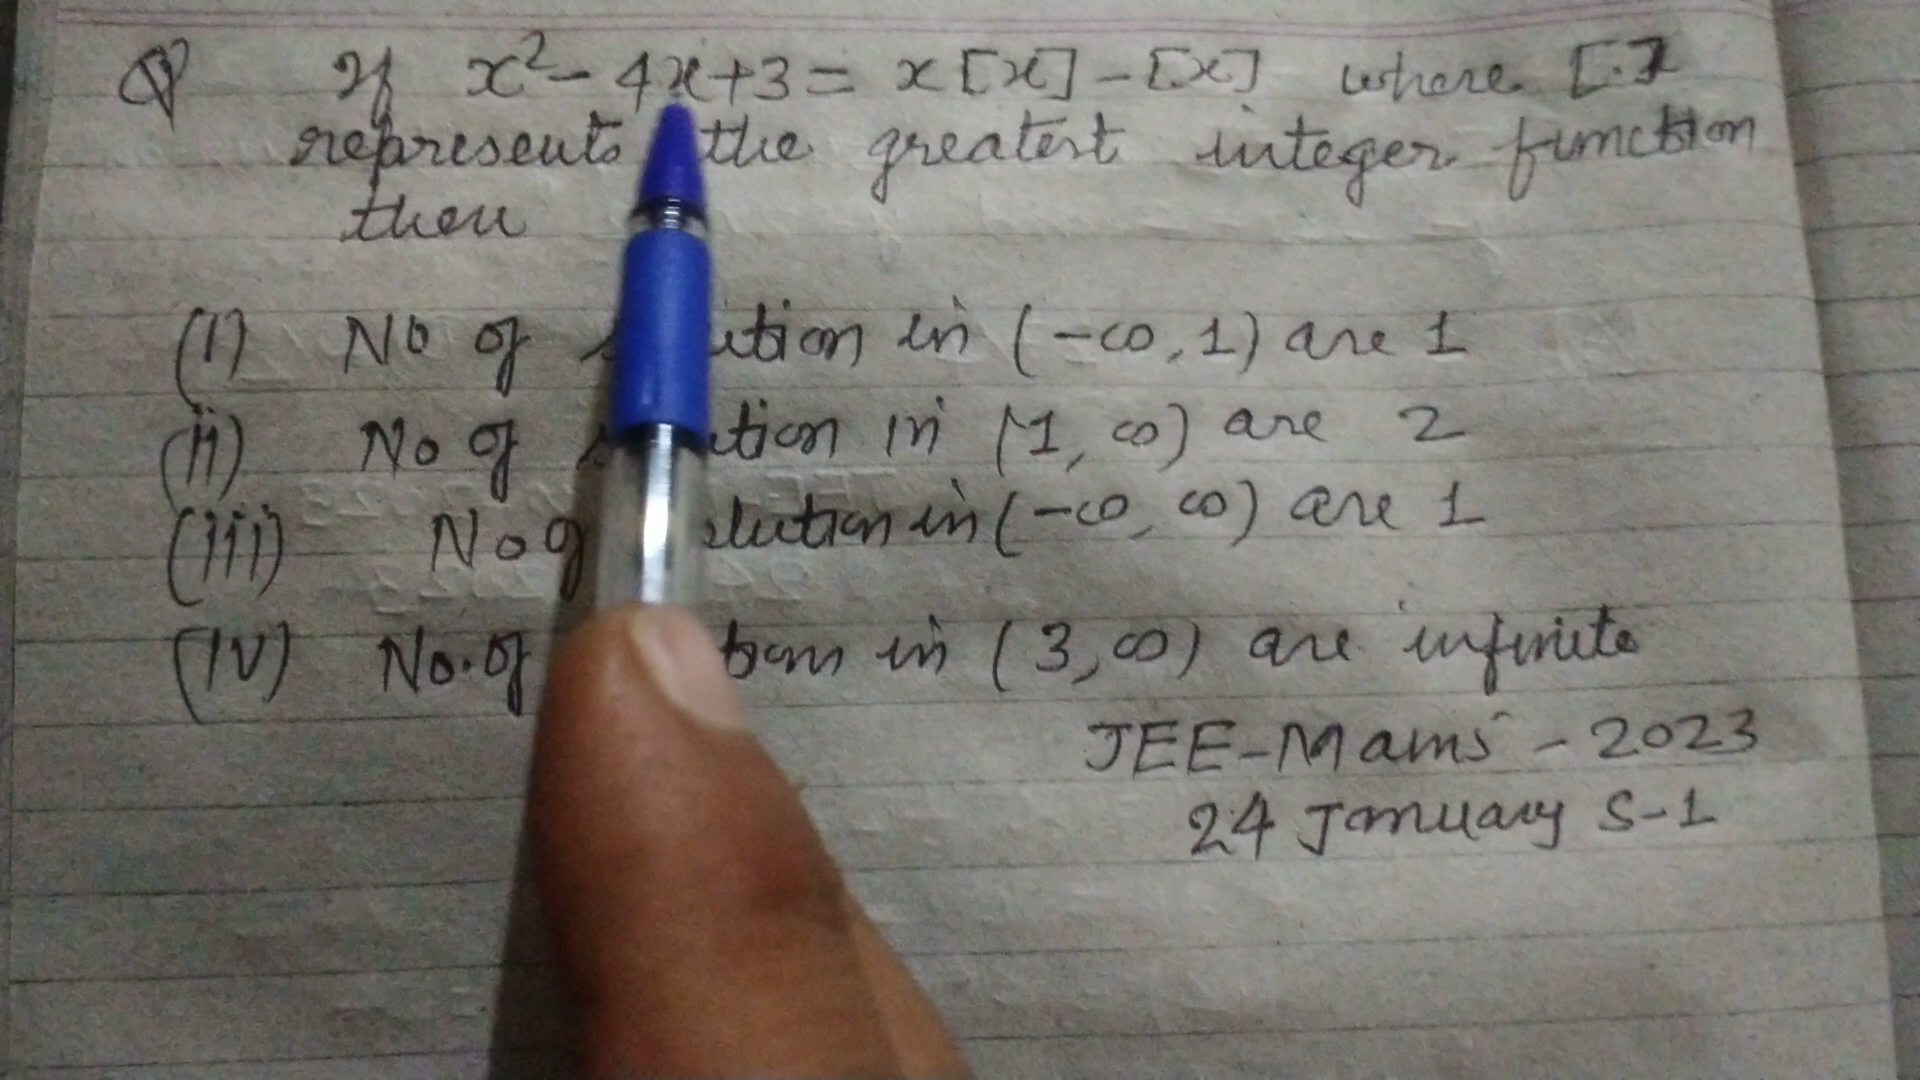 Q If x² - 4x + 3 = x [x] - [x] where [.]
represents the greatest integer function
then
(I) No of ution in (-∞, 1) are 1
(ii) No of ution in (1, ∞) are 2
(iii) No lution in (-∞, ∞) are 1
(IV) No. of in (3, ∞) are infinite
JEE-Mains - 2023
24 January S-1